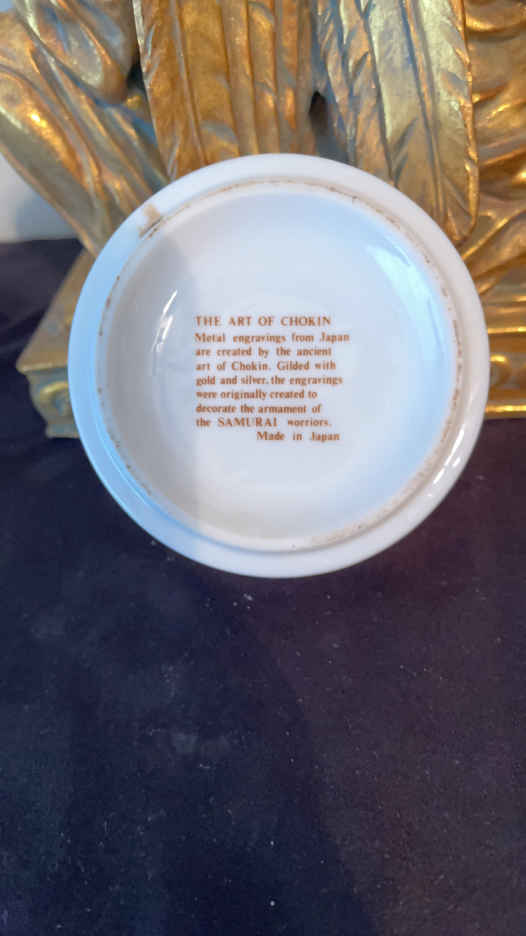 THE ART OF CHOKIN
Metal engravings from Japan
are created by the ancient
art of Chokin. Gilded with
gold and silver, the engravings
were originally created to
decorate the armament of
the SAMURAI worriors.
Made in Japan